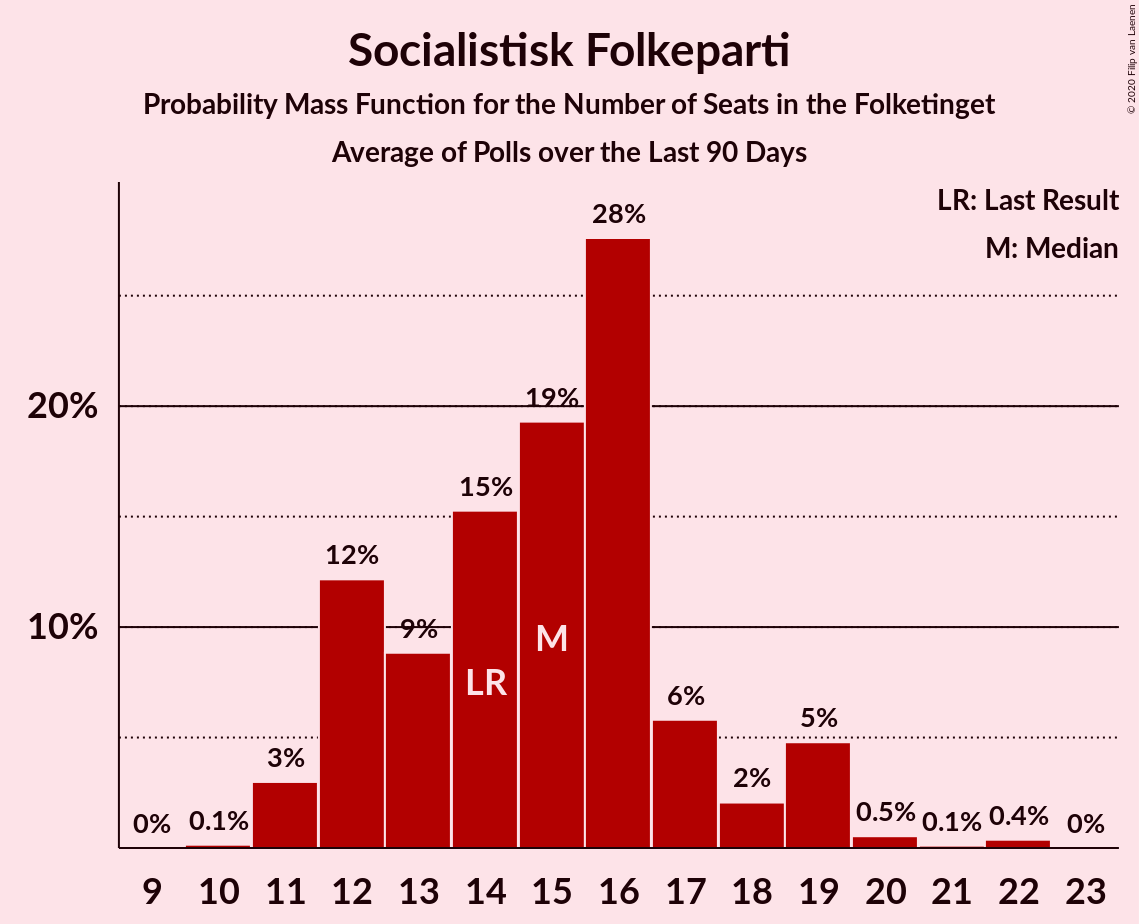 Socialistisk Folkeparti
Probability Mass Function for the Number of Seats in the Folketinget
Average of Polls over the Last 90 Days
© 2020 Filip van Laenen
LR: Last Result
M: Median
28%
20%
19%
15%
12%
10%
9%
M
LR
6%
5%
3%
2%
0%
0.1%
0.5%
0.1%
0.4%
0%
9 10 11 12 13 14 15 16 17 18 19 20 21 22 23